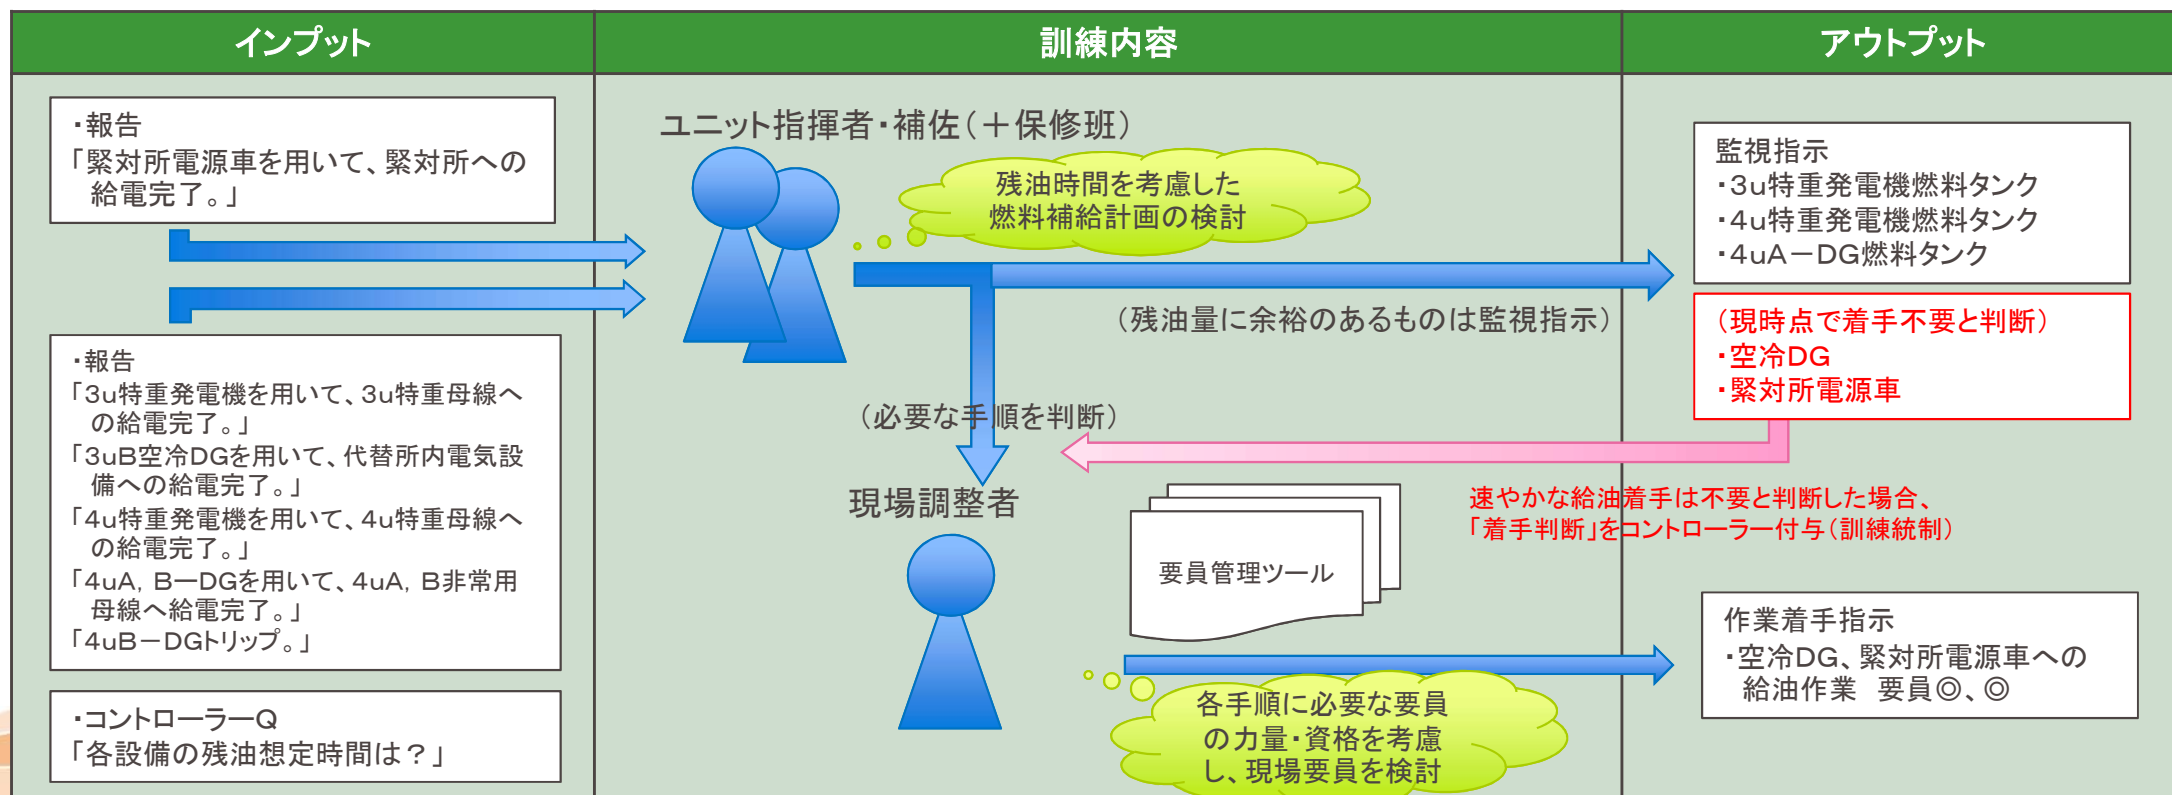 インプット
訓練内容
アウトプット
・報告
「緊対所電源車を用いて、緊対所への
給電完了。」
・報告
「3u特重発電機を用いて、3u特重母線へ
の給電完了。」
「3uB空冷DGを用いて、代替所内電気設
備への給電完了。」
「4u特重発電機を用いて、4u特重母線へ
の給電完了。」
「4uA，B―DGを用いて、4uA，B非常用
母線へ給電完了。」
「4uB－DGトリップ。」
・コントローラーQ
「各設備の残油想定時間は？」
ユニット指揮者・補佐（＋保修班）
残油時間を考慮した
燃料補給計画の検討
（残油量に余裕のあるものは監視指示）
（必要な手順を判断）
現場調整者
要員管理ツール
各手順に必要な要員
の力量・資格を考慮
し、現場要員を検討
監視指示
・3u特重発電機燃料タンク
・4u特重発電機燃料タンク
・4uA－DG燃料タンク
（現時点で着手不要と判断）
・空冷DG
・緊対所電源車
速やかな給油着手は不要と判断した場合、
「着手判断」をコントローラー付与（訓練統制）
作業着手指示
・空冷DG、緊対所電源車への
給油作業　要員◎、◎